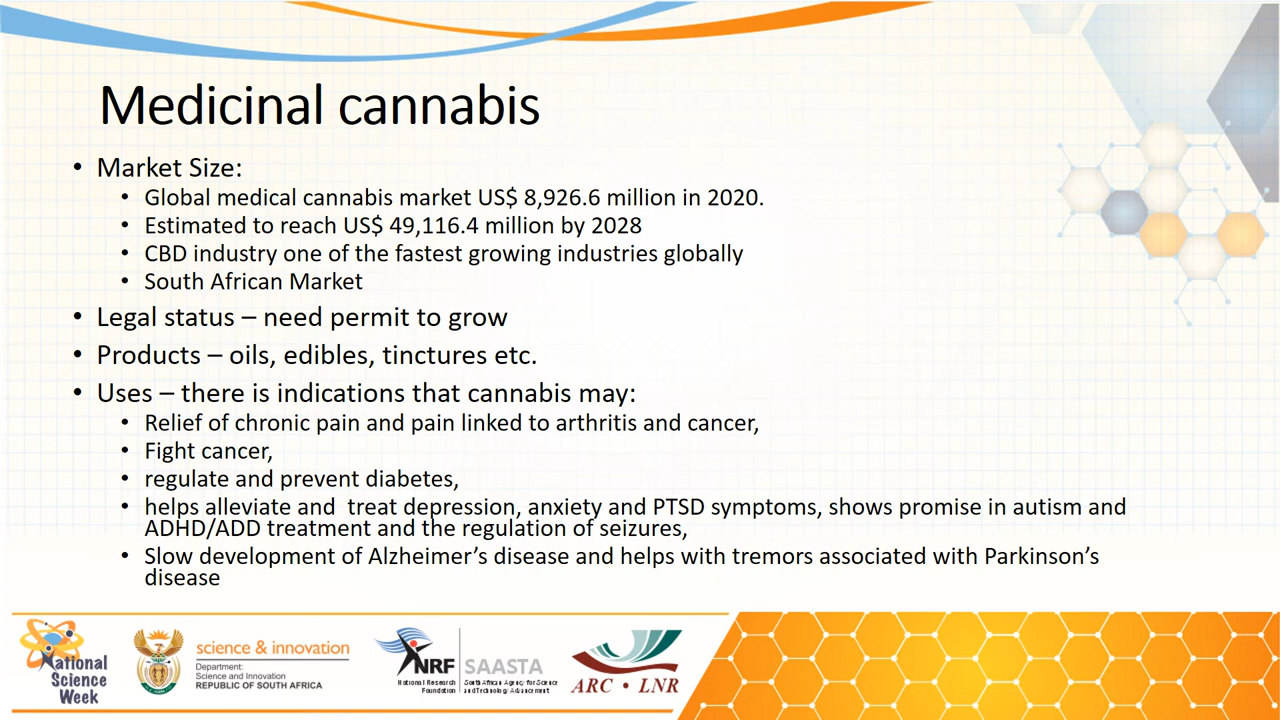 Medicinal cannabis
• Market Size:
• Global medical cannabis market US$ 8,926.6 million in 2020.
• Estimated to reach US$ 49,116.4 million by 2028
• CBD industry one of the fastest growing industries globally
• South African Market
• Legal status – need permit to grow
• Products – oils, edibles, tinctures etc.
• Uses – there is indications that cannabis may:
• Relief of chronic pain and pain linked to arthritis and cancer,
• Fight cancer,
• regulate and prevent diabetes,
• helps alleviate and  treat depression, anxiety and PTSD symptoms, shows promise in autism and
ADHD/ADD treatment and the regulation of seizures,
• Slow development of Alzheimer’s disease and helps with tremors associated with Parkinson’s
disease
National
Science
Week
science & innovation
Department:
Science and Innovation
REPUBLIC OF SOUTH AFRICA
NRF
National Research
Foundation
SAASTA
South African Agency for Science
and Technology Advancement
ARC • LNR